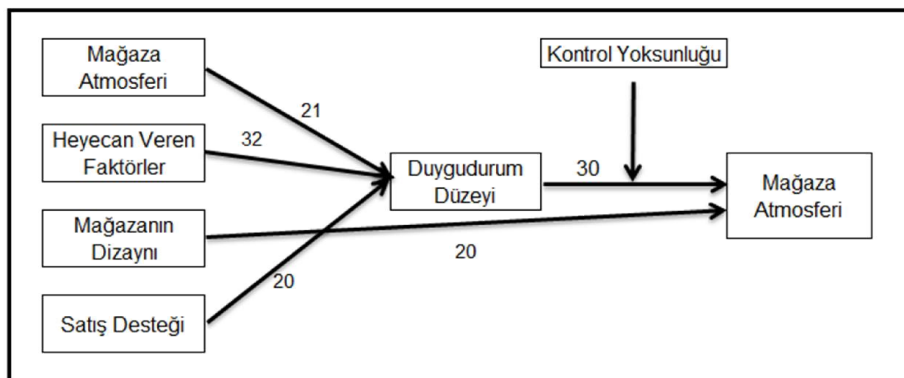 Mağaza
Atmosferi
Kontrol Yoksunluğu
21
Heyecan Veren
Faktörler
32
Duygudurum
Düzeyi
30
Mağaza
Atmosferi
Mağazanın
Dizaynı
20
20
Satış Desteği